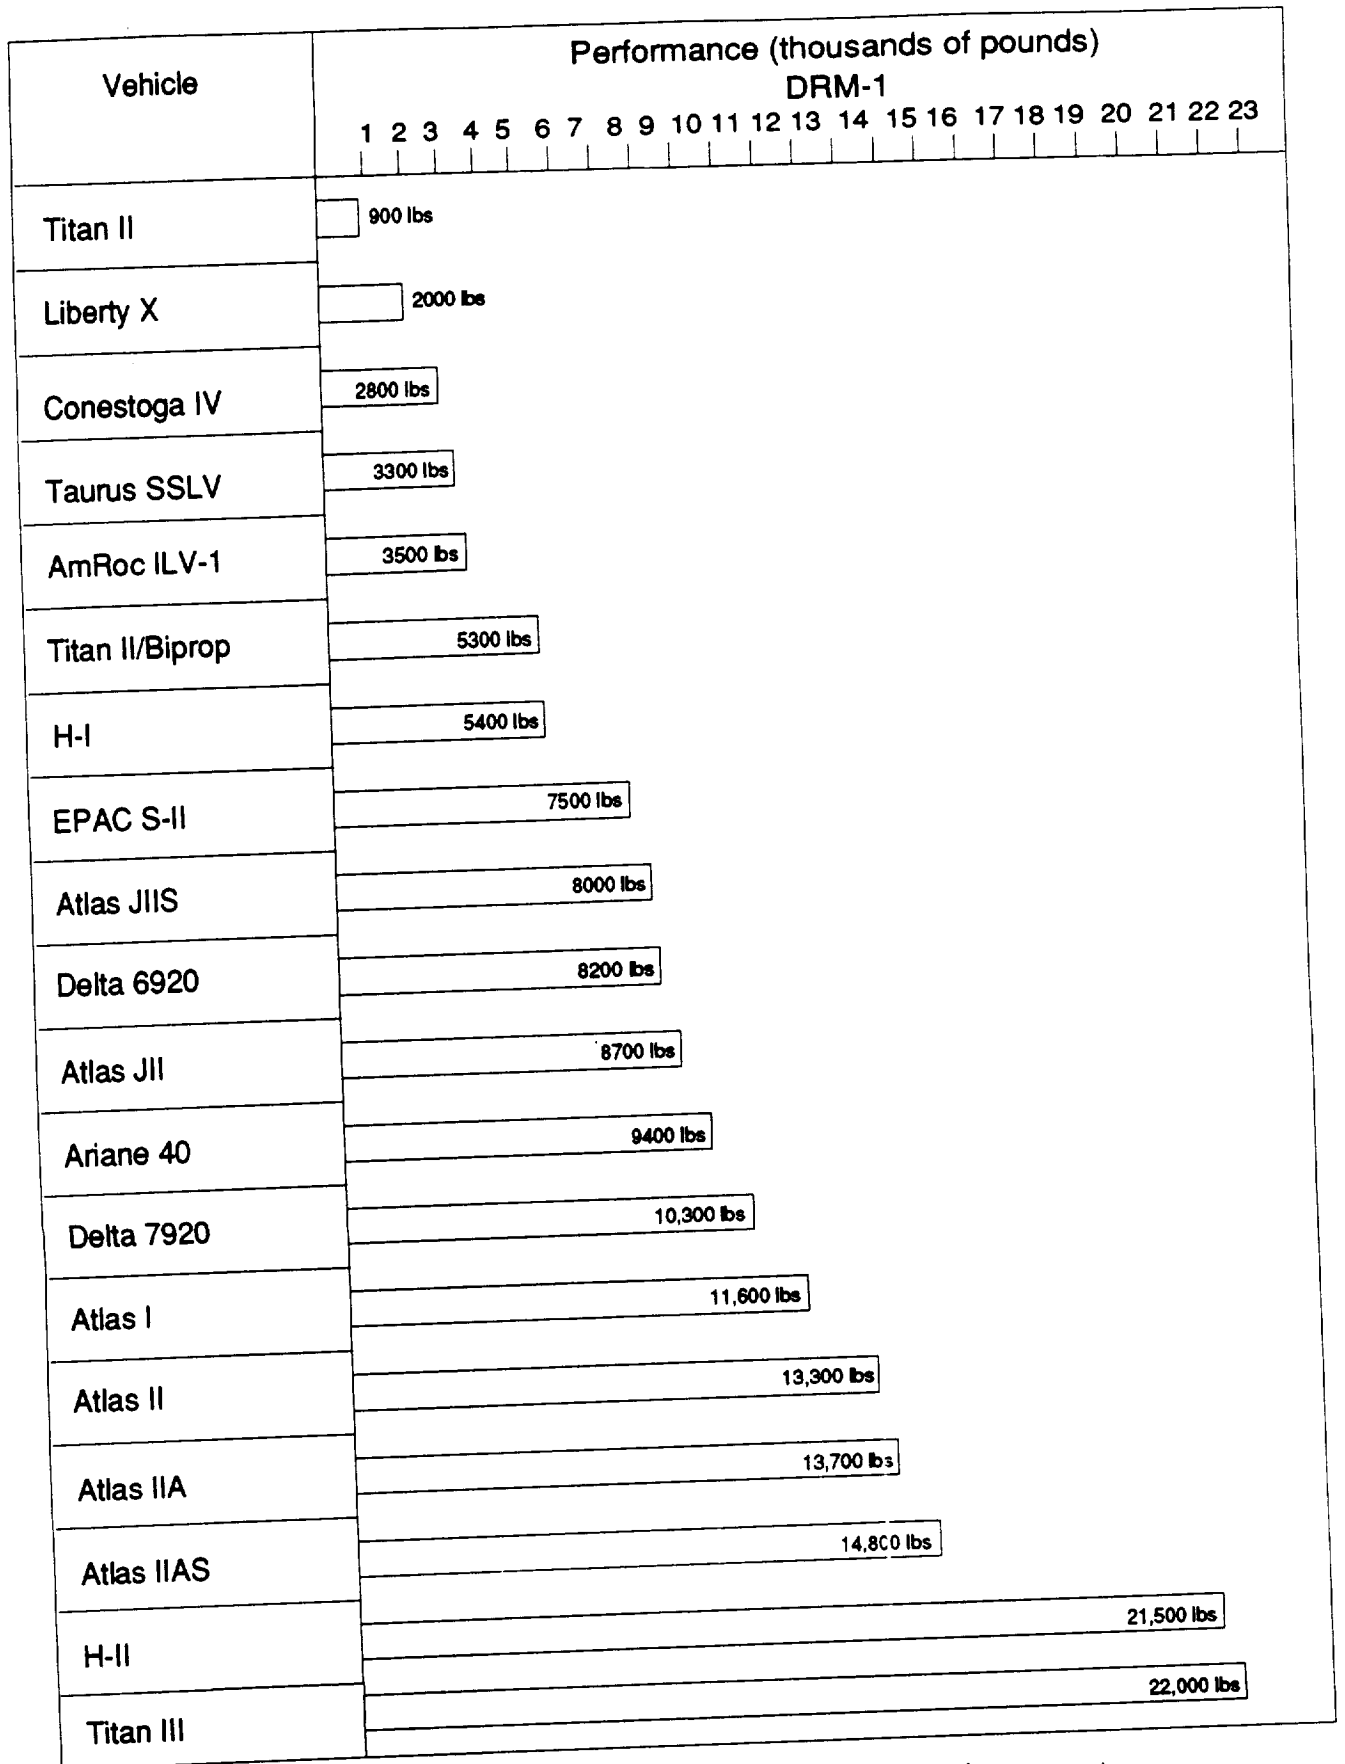 Vehicle
Performance (thousands of pounds)
DRM-1
1 2 3 4 5 6 7 8 9 10 11 12 13 14 15 16 17 18 19 20 21 22 23
Titan II 900 lbs
Liberty X 2000 lbs
Conestoga IV 2800 lbs
Taurus SSLV 3300 lbs
AmRoc ILV-1 3500 lbs
Titan II/Biprop 5300 lbs
H-I 5400 lbs
EPAC S-II 7500 lbs
Atlas JIIS 8000 lbs
Delta 6920 8200 lbs
Atlas JII 8700 lbs
Ariane 40 9400 lbs
Delta 7920 10,300 lbs
Atlas I 11,600 lbs
Atlas II 13,300 lbs
Atlas IIA 13,700 lbs
Atlas IIAS 14,800 lbs
H-II 21,500 lbs
Titan III 22,000 lbs